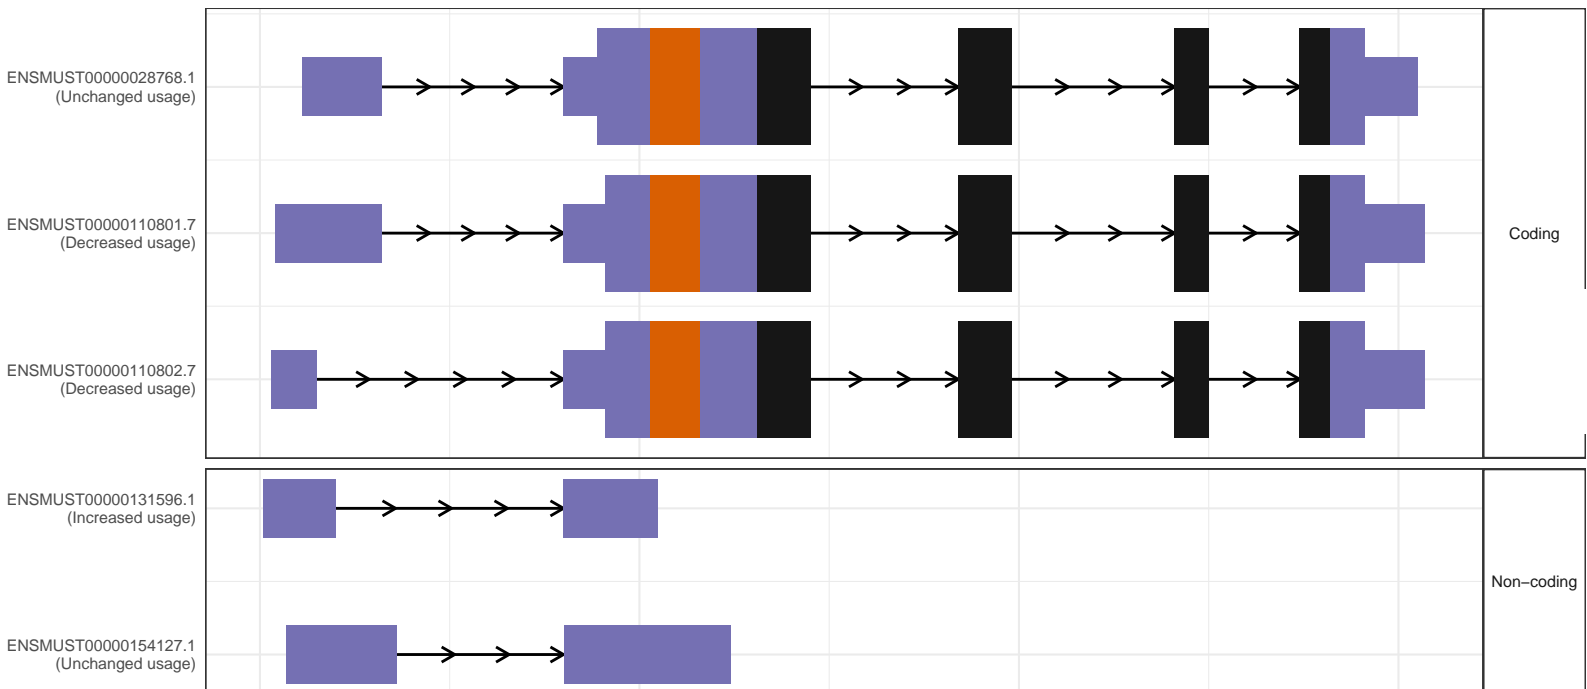 ENSMUST00000028768.1
(Unchanged usage)
ENSMUST00000110801.7
(Decreased usage)
Coding
ENSMUST00000110802.7
(Decreased usage)
ENSMUST00000131596.1
(Increased usage)
Non−coding
ENSMUST00000154127.1
(Unchanged usage)